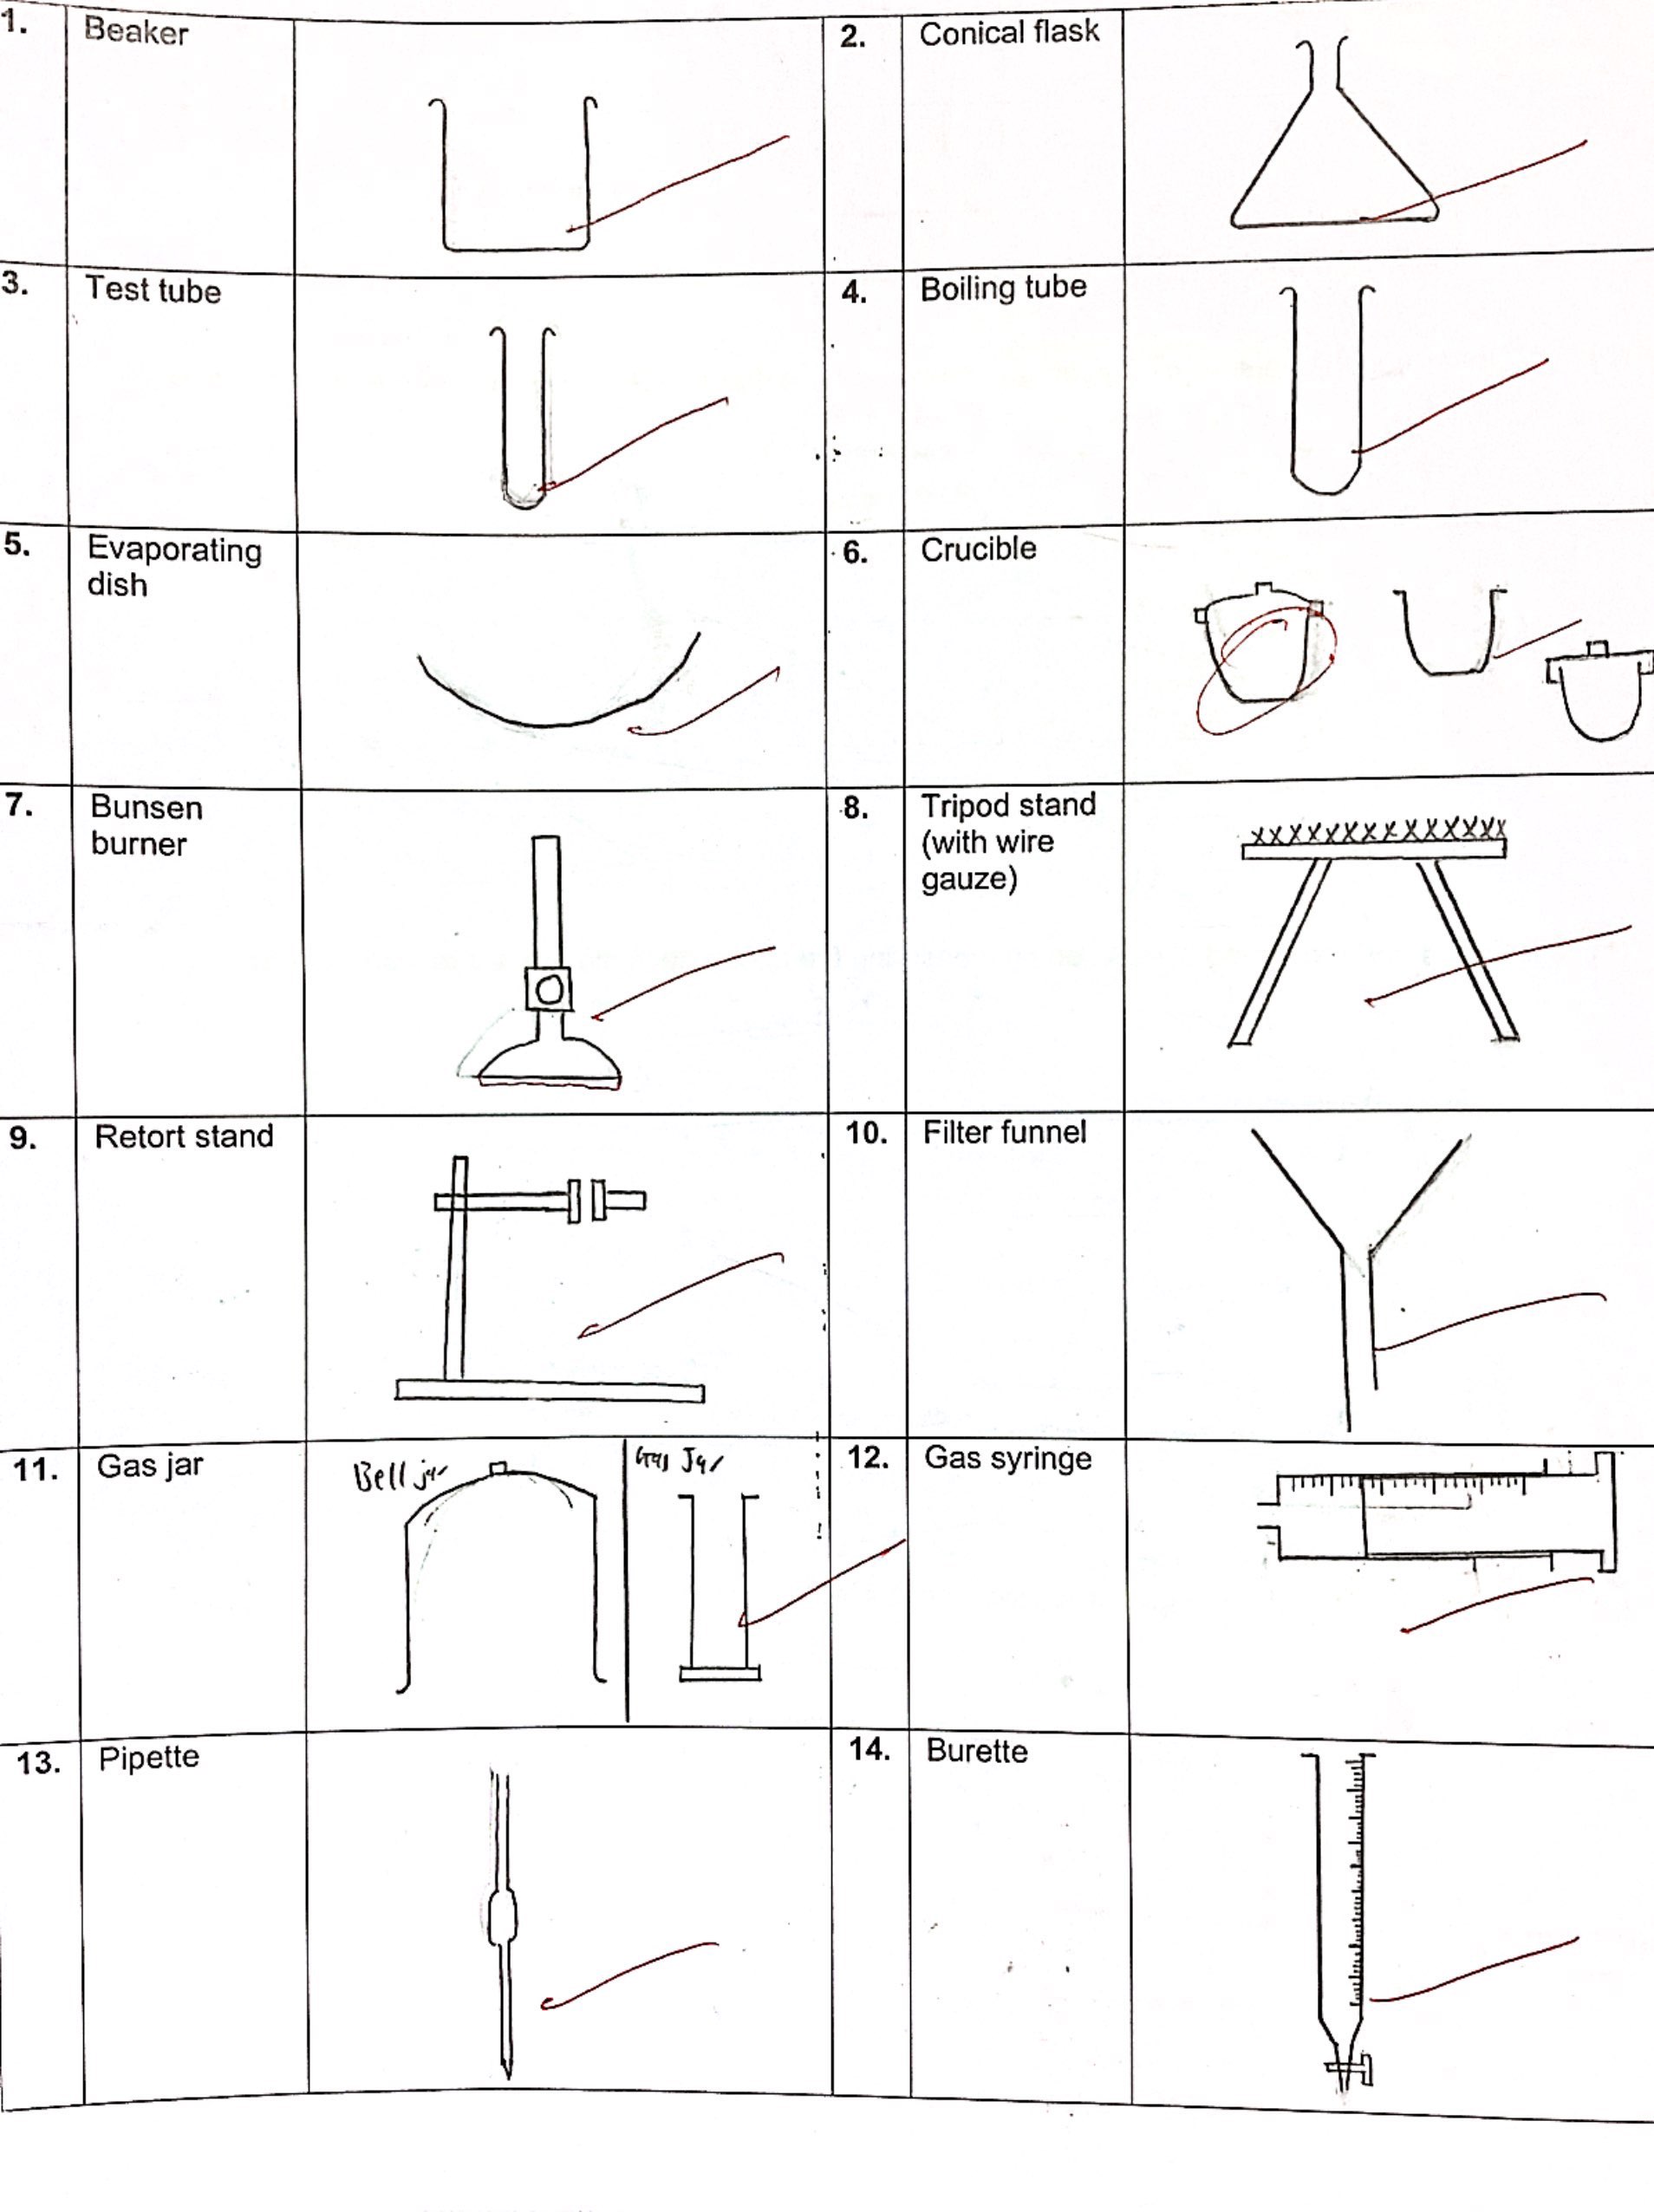 1. Beaker
2. Conical flask
3. Test tube
4. Boiling tube
5. Evaporating
dish
6. Crucible
7. Bunsen
burner
8. Tripod stand
(with wire
gauze)
9. Retort stand
10. Filter funnel
11. Gas jar
Bell jar
Gas Jar
12. Gas syringe
13. Pipette
14. Burette